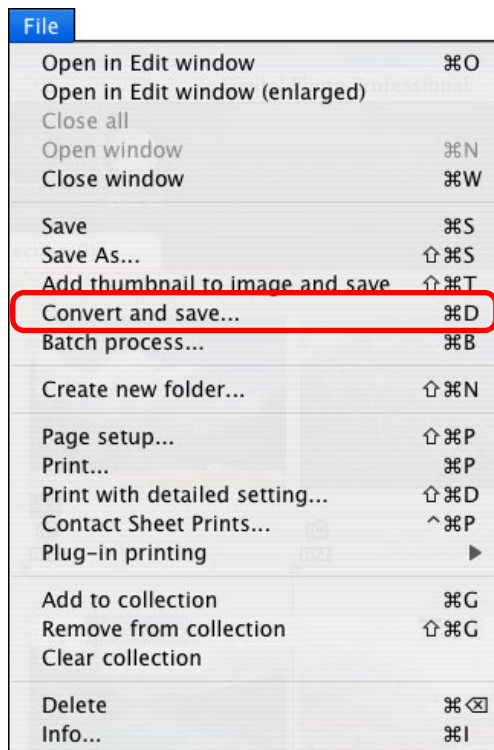 File
Open in Edit window ⌘O
Open in Edit window (enlarged)
Close all
Open window ⌘N
Close window ⌘W
Save ⌘S
Save As... ⇧⌘S
Add thumbnail to image and save ⇧⌘T
Convert and save... ⌘D
Batch process... ⌘B
Create new folder... ⇧⌘N
Page setup... ⇧⌘P
Print... ⌘P
Print with detailed setting... ⇧⌘D
Contact Sheet Prints... ^⌘P
Plug-in printing ▶
Add to collection ⌘G
Remove from collection ⇧⌘G
Clear collection
Delete ⌘⌫
Info... ⌘I